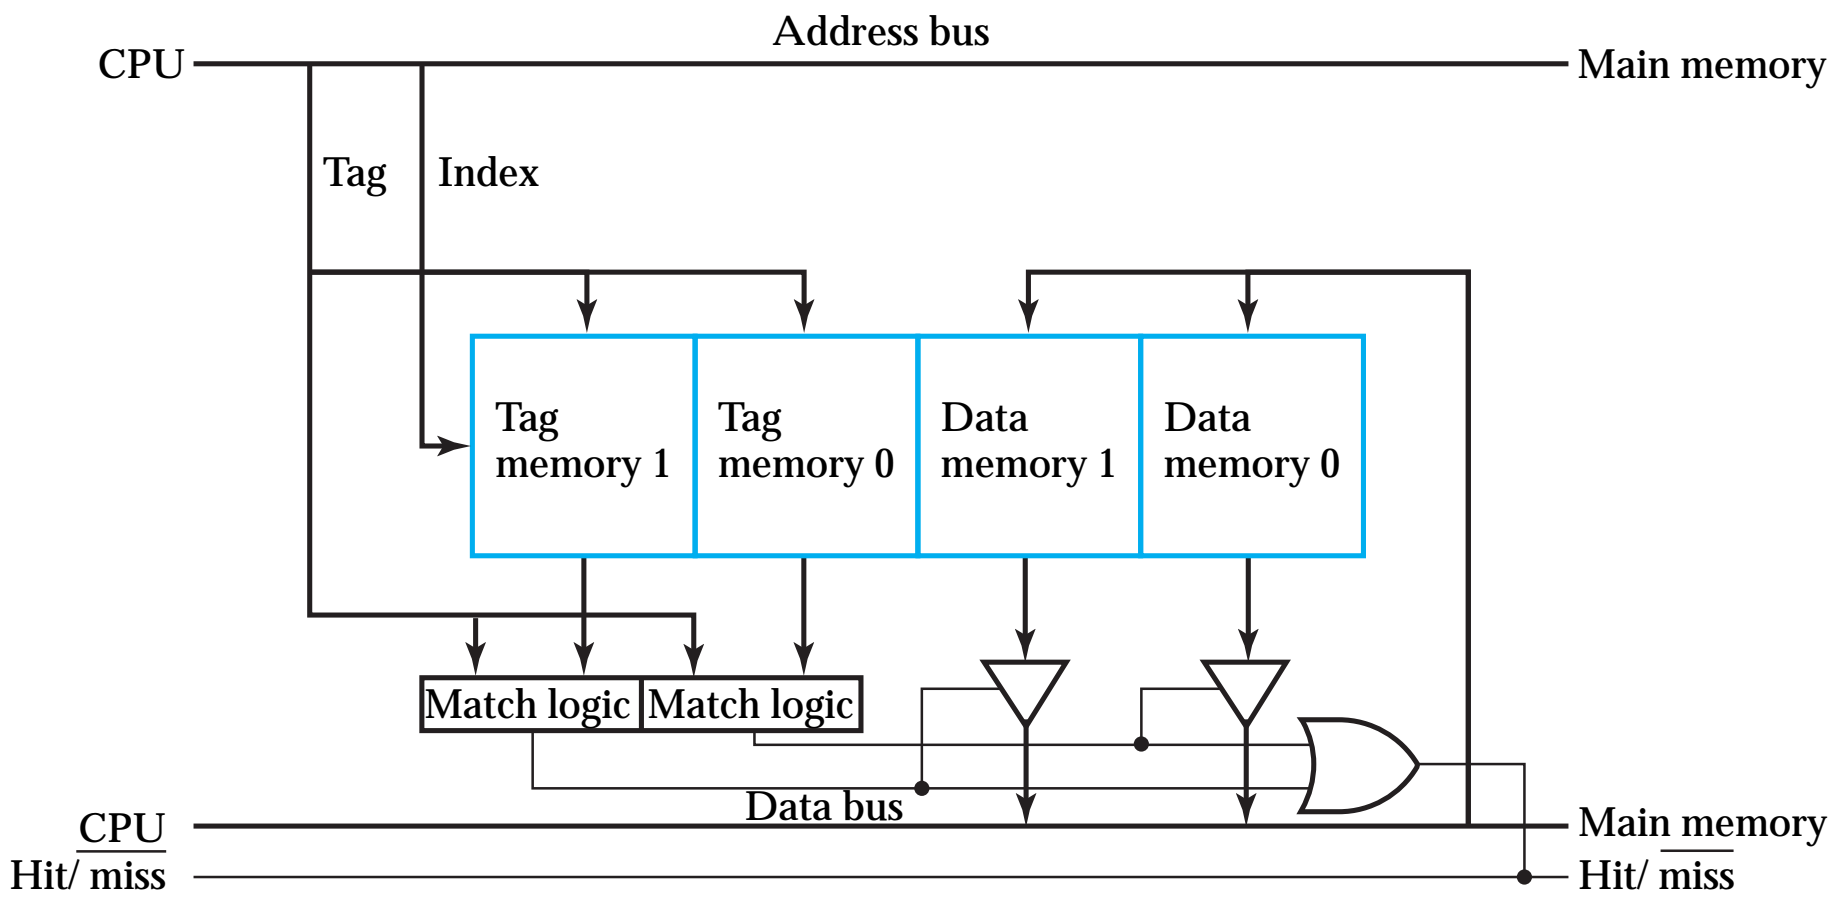 Address bus
CPU
Main memory
Tag
Index
Tag
memory 1
Tag
memory 0
Data
memory 1
Data
memory 0
Match logic
Match logic
Data bus
CPU
Main memory
Hit/ miss
Hit/ miss